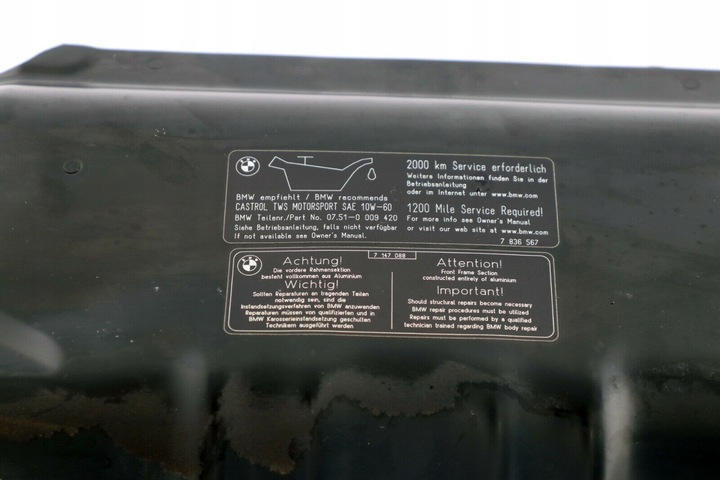 BMW empfiehlt / BMW recommends
CASTROL TWS MOTORSPORT SAE 10W-60
BMW Teilenr./Part No. 07.51-0 009 420
Siehe Betriebsanleitung, falls nicht verfügbar
If not available see Owner's Manual.
2000 km Service erforderlich
Weitere Informationen finden Sie in der
Betriebsanleitung
oder im Internet unter www.bmw.com
1200 Mile Service Required!
For more info see Owner's Manual
or visit our web site at www.bmw.com
7 836 567
7 147 088
Achtung!
Die vordere Rahmensektion
besteht vollkommen aus Aluminium
Wichtig!
Sollten Reparaturen an tragenden Teilen
notwendig sein, sind die
Instandsetzungsverfahren von BMW anzuwenden
Reparaturen müssen von qualifizierten und in
BMW Karosserieinstandsetzung geschulten
Technikern ausgeführt werden
Attention!
Front Frame Section
constructed entirely of aluminium
Important!
Should structural repairs become necessary
BMW repair procedures must be utilized
Repairs must be performed by a qualified
technician trained regarding BMW body repair